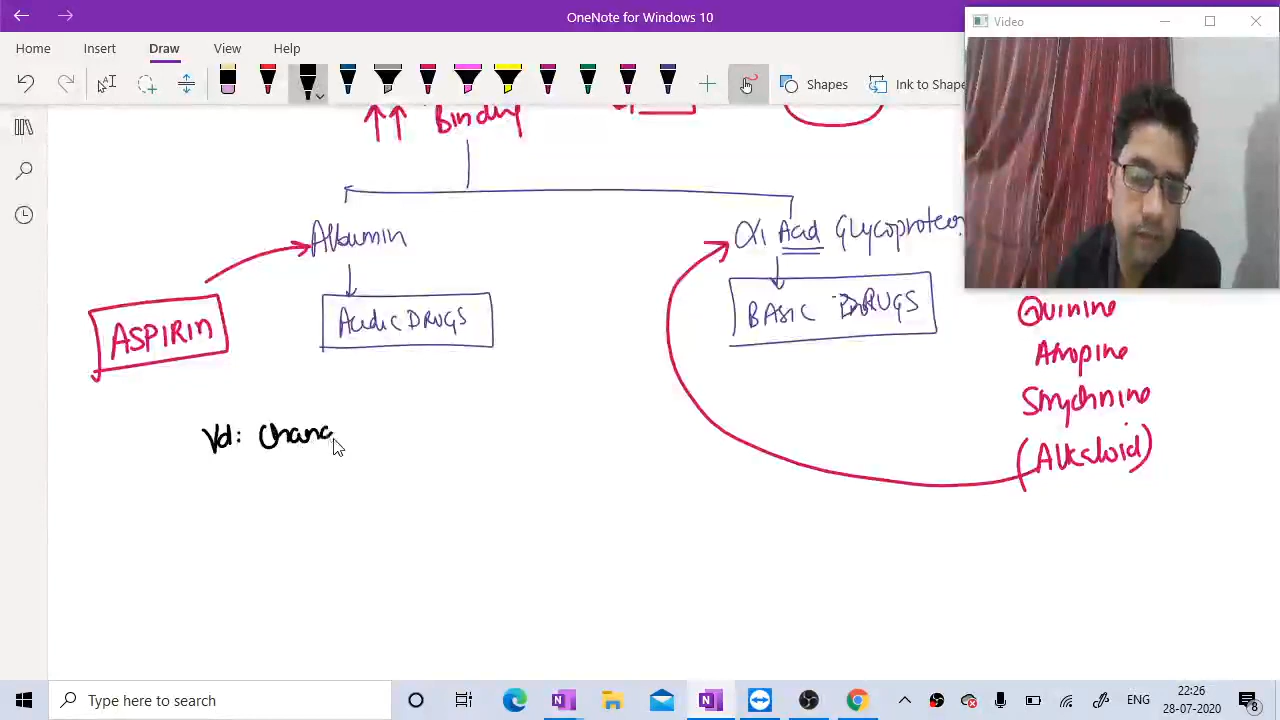 OneNote for Windows 10
Video
Home Insert Draw View Help
Shapes
Ink to Shape
Binding
Albumin
α1 Acid Glycoprotein
ASPIRIN
Acidic DRUGS
BASIC DRUGS
Quinine
Atropine
Strychnine
(Alkaloid)
Vd: Chang
Type here to search
ENG
22:26
28-07-2020
8